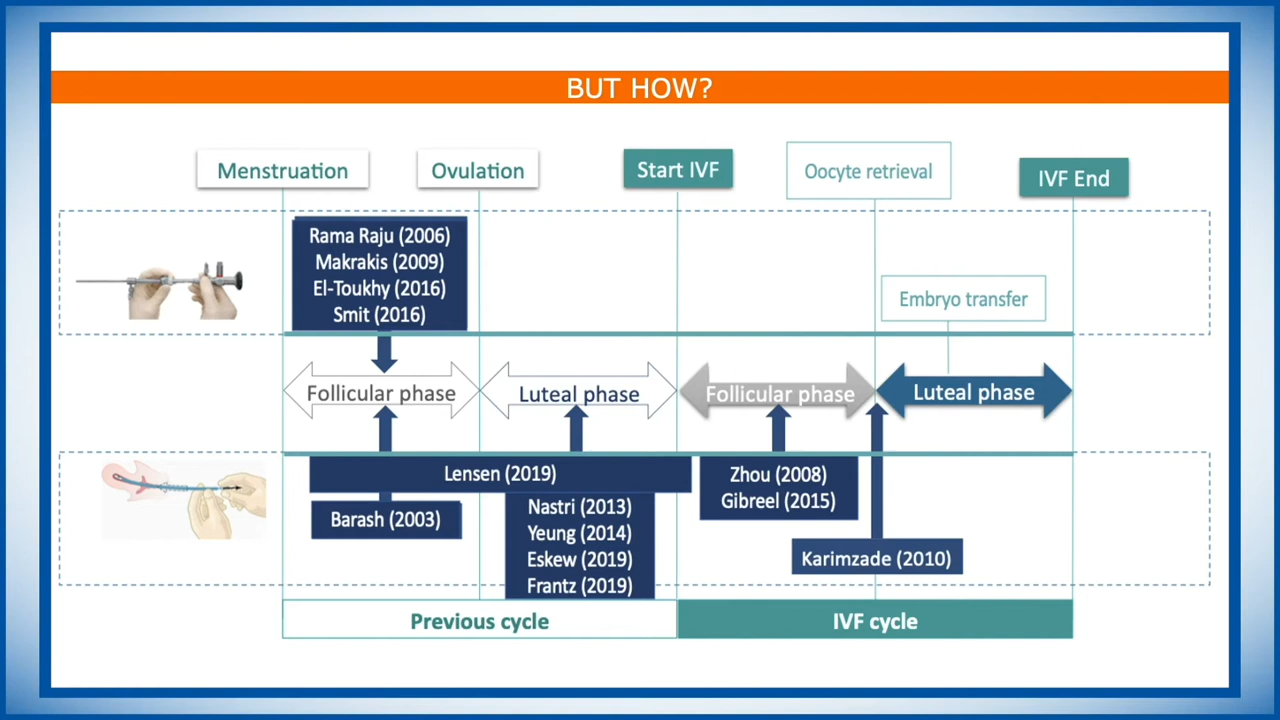 BUT HOW?
Menstruation
Ovulation
Start IVF
Oocyte retrieval
IVF End
Rama Raju (2006)
Makrakis (2009)
El-Toukhy (2016)
Smit (2016)
Embryo transfer
Follicular phase
Luteal phase
Follicular phase
Luteal phase
Lensen (2019)
Barash (2003)
Nastri (2013)
Yeung (2014)
Eskew (2019)
Frantz (2019)
Zhou (2008)
Gibreel (2015)
Karimzade (2010)
Previous cycle
IVF cycle